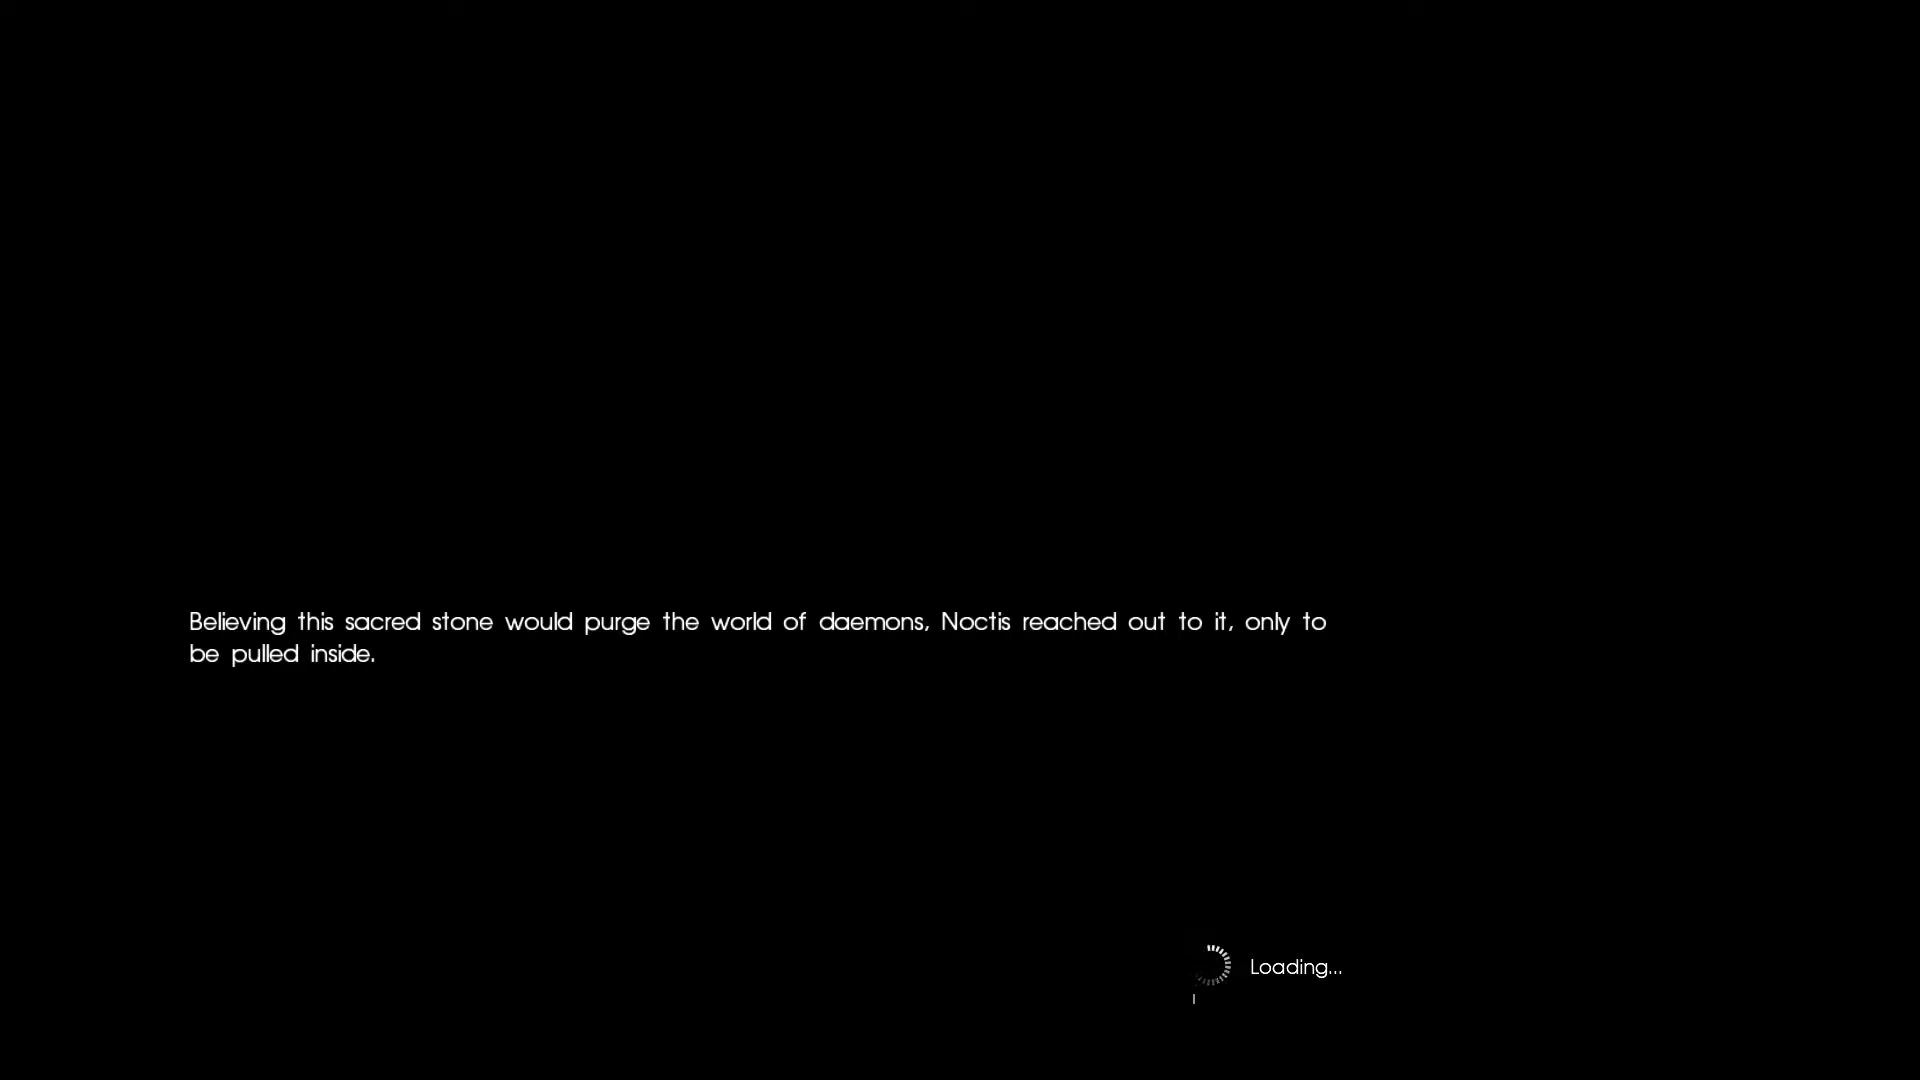 Believing this sacred stone would purge the world of daemons, Noctis reached out to it, only to
be pulled inside.
Loading...